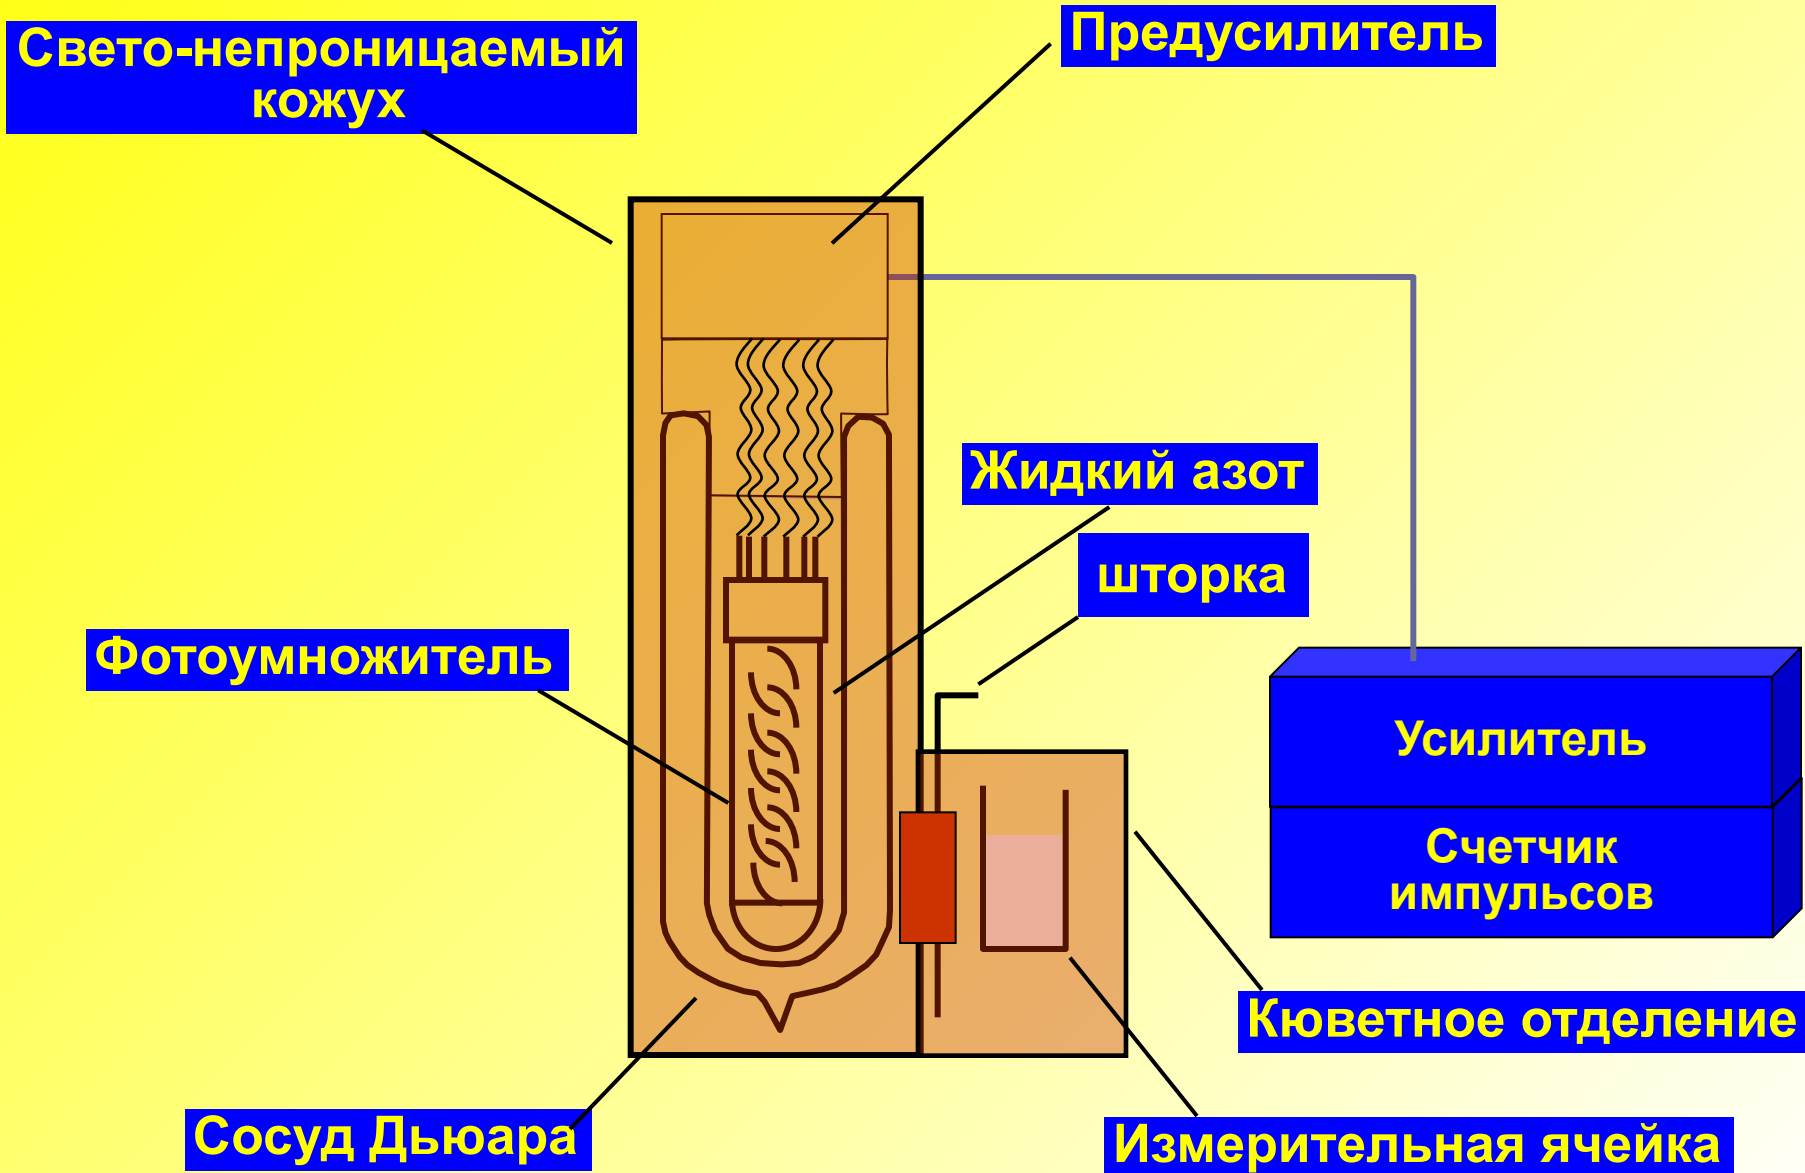 Свето-непроницаемый
кожух
Предусилитель
Жидкий азот
шторка
Фотоумножитель
Усилитель
Счетчик
импульсов
Кюветное отделение
Сосуд Дьюара
Измерительная ячейка